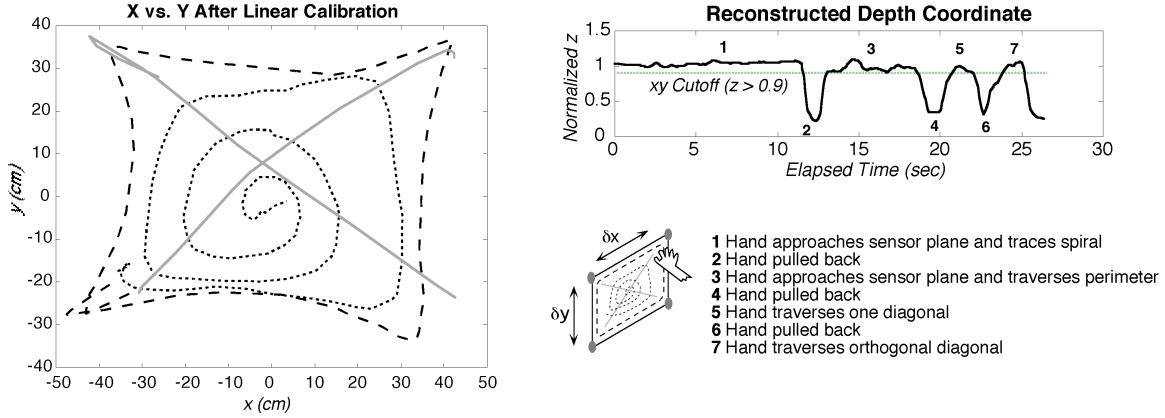 X vs. Y After Linear Calibration
40
30
20
10
0
-10
-20
-30
-40
y (cm)
-50 -40 -30 -20 -10 0 10 20 30 40 50
x (cm)
Reconstructed Depth Coordinate
1.5
1
0.5
0
Normalized z
1 3 5 7
xy Cutoff (z > 0.9)
2 4 6
0 5 10 15 20 25 30
Elapsed Time (sec)
δx
δy
1 Hand approaches sensor plane and traces spiral
2 Hand pulled back
3 Hand approaches sensor plane and traverses perimeter
4 Hand pulled back
5 Hand traverses one diagonal
6 Hand pulled back
7 Hand traverses orthogonal diagonal